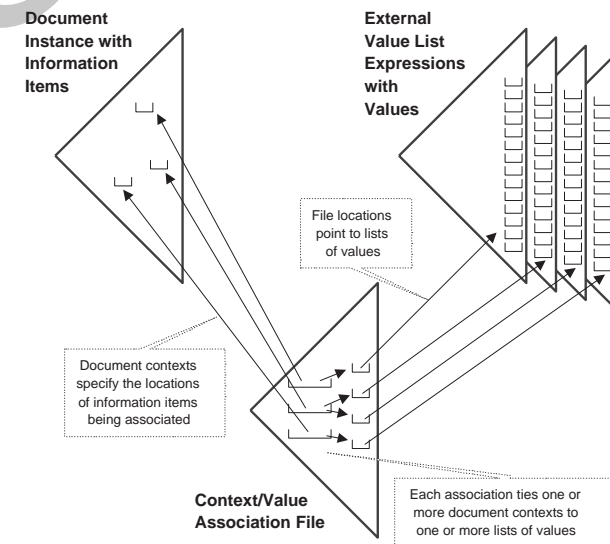 Document
Instance with
Information
Items
External
Value List
Expressions
with
Values
File locations
point to lists
of values
Document contexts
specify the locations
of information items
being associated
Context/Value
Association File
Each association ties one or
more document contexts to
one or more lists of values